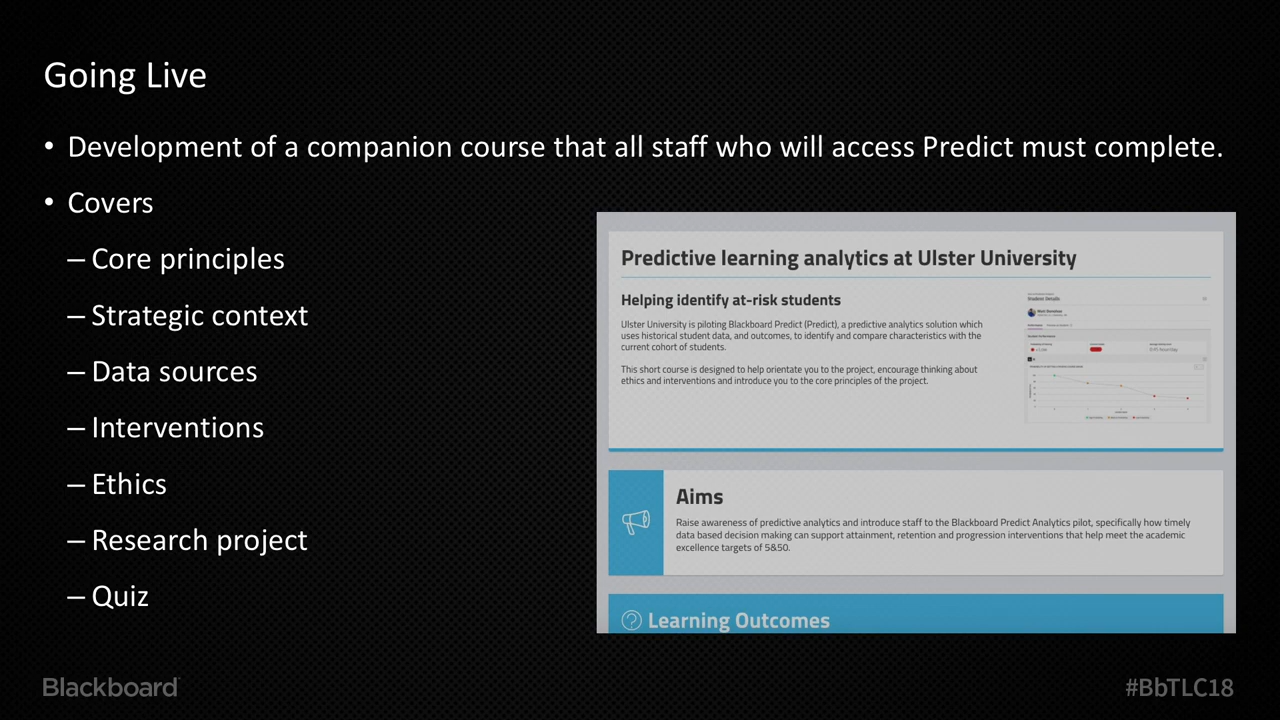 Going Live
• Development of a companion course that all staff who will access Predict must complete.
• Covers
– Core principles
– Strategic context
– Data sources
– Interventions
– Ethics
– Research project
– Quiz
Predictive learning analytics at Ulster University
Helping identify at-risk students
Ulster University is piloting Blackboard Predict (Predict), a predictive analytics solution which
uses historical student data, and outcomes, to identify and compare characteristics with the
current cohort of students.
This short course is designed to help orientate you to the project, encourage thinking about
ethics and interventions and introduce you to the core principles of the project.
Student Details
Aims
Raise awareness of predictive analytics and introduce staff to the Blackboard Predict Analytics pilot, specifically how timely
data based decision making can support attainment, retention and progression interventions that help meet the academic
excellence targets of 5&50.
Learning Outcomes
Blackboard
#BbTLC18